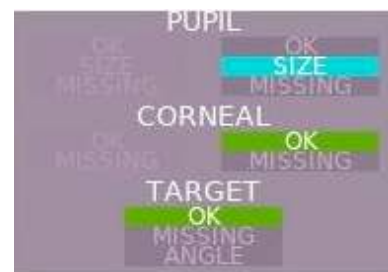 PUPIL
OK OK
SIZE SIZE
MISSING MISSING
CORNEAL
OK OK
MISSING MISSING
TARGET
OK
MISSING
ANGLE